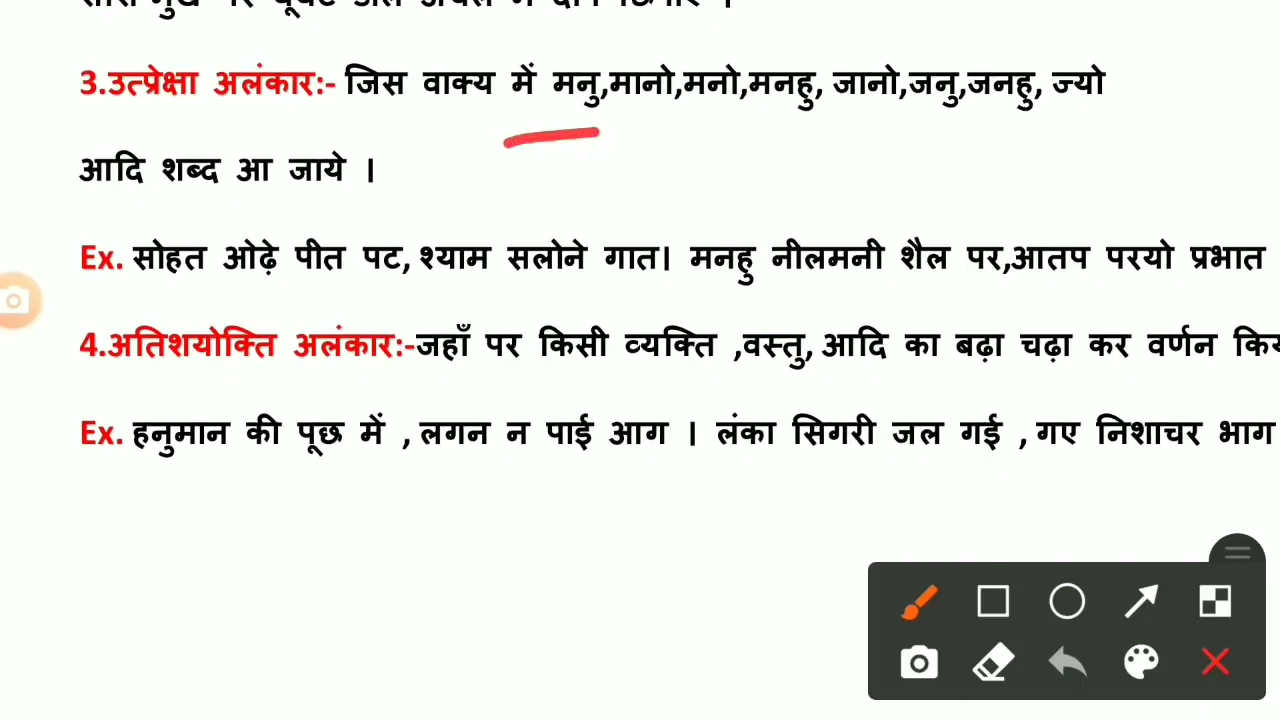 3.उत्प्रेक्षा अलंकार:- जिस वाक्य में मनु,मानो,मनो,मनहु, जानो,जनु,जनहु, ज्यो
आदि शब्द आ जाये ।
Ex. सोहत ओढ़े पीत पट, श्याम सलोने गात। मनहु नीलमनी शैल पर,आतप परयो प्रभात
4.अतिशयोक्ति अलंकार:-जहाँ पर किसी व्यक्ति ,वस्तु, आदि का बढ़ा चढ़ा कर वर्णन
Ex. हनुमान की पूछ में , लगन न पाई आग । लंका सिगरी जल गई , गए निशाचर भाग